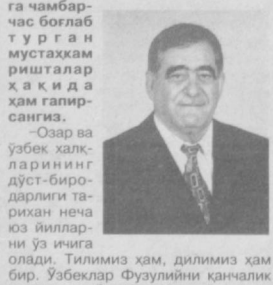 га чамбар-
час боғлаб
турган
мустаҳкам
ришталар
ҳақида
ҳам гапир-
сангиз.
–Озар ва
ўзбек халқ-
ларининг
дўст-биро-
дарлиги та-
рихан неча
юз йиллар-
ни ўз ичига
олади. Тилимиз ҳам, дилимиз ҳам
бир. Ўзбеклар Фузулийни қанчалик